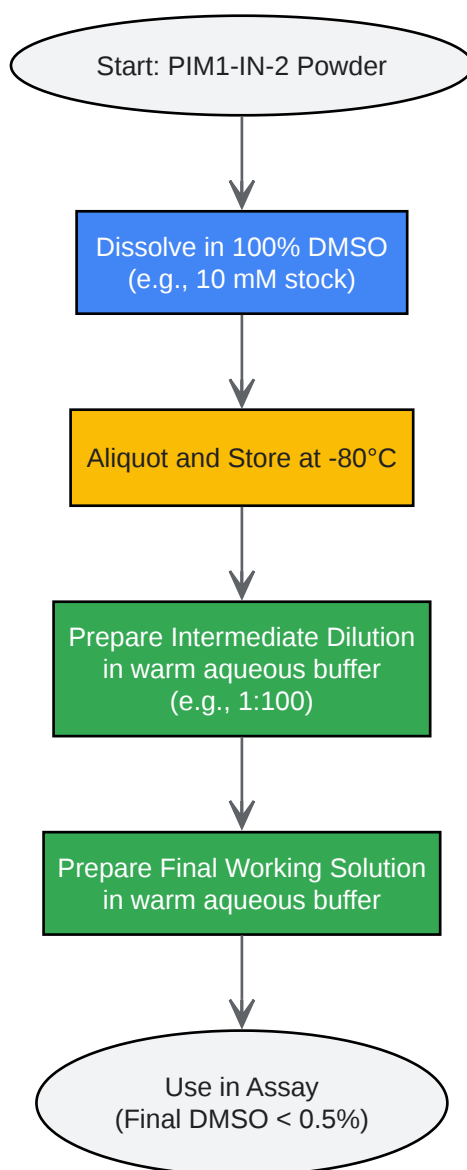 Start: PIM1-IN-2 Powder
Dissolve in 100% DMSO
(e.g., 10 mM stock)
Aliquot and Store at -80°C
Prepare Intermediate Dilution
in warm aqueous buffer
(e.g., 1:100)
Prepare Final Working Solution
in warm aqueous buffer
Use in Assay
(Final DMSO < 0.5%)